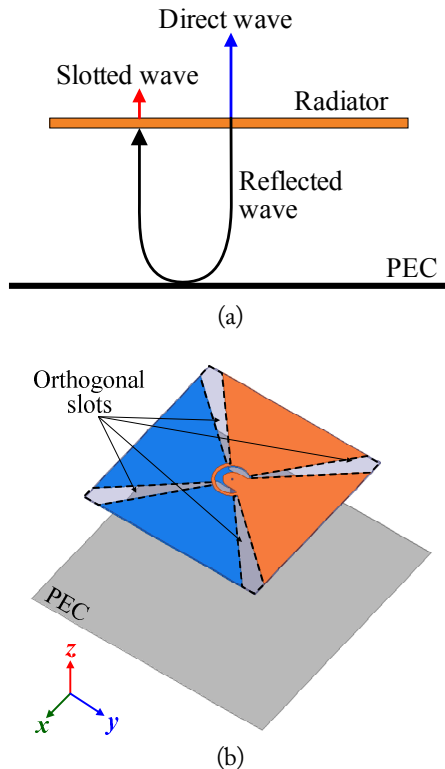 Direct wave
Slotted wave
Radiator
Reflected
wave
PEC
(a)
Orthogonal
slots
PEC
z
x
y
(b)